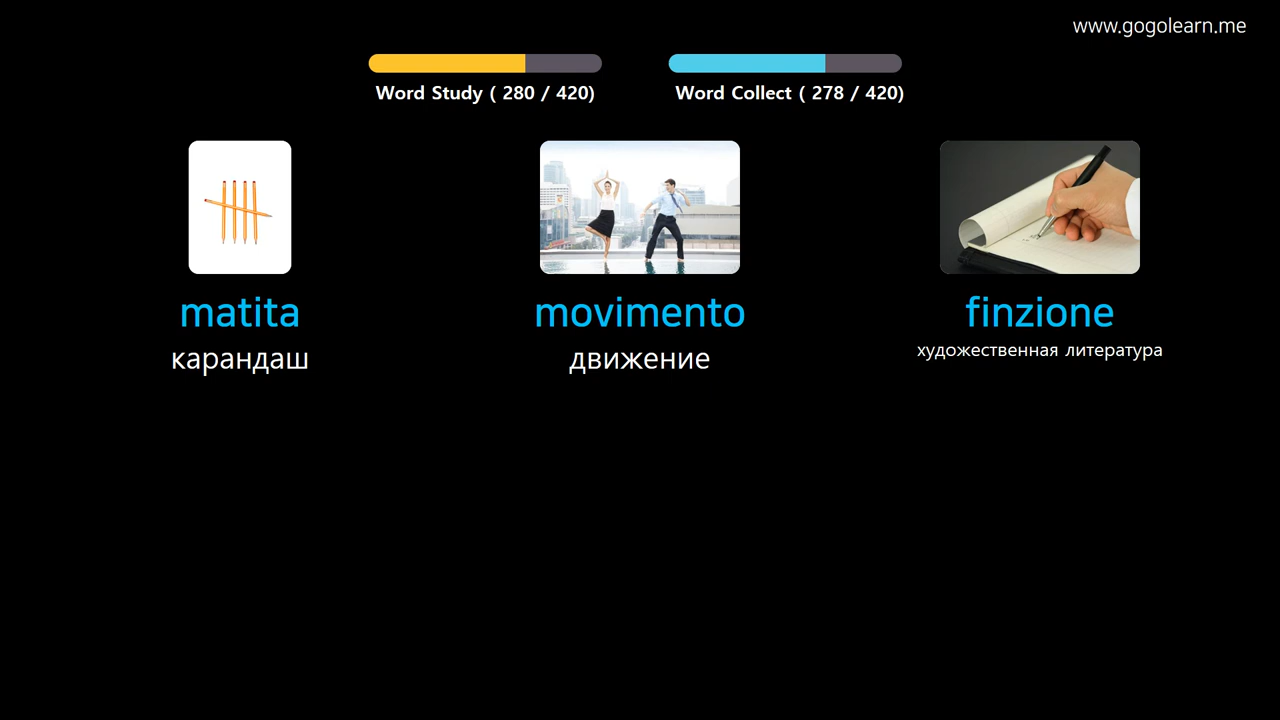 www.gogolearn.me
Word Study ( 280 / 420)
Word Collect ( 278 / 420)
matita
movimento
finzione
карандаш
движение
художественная литература